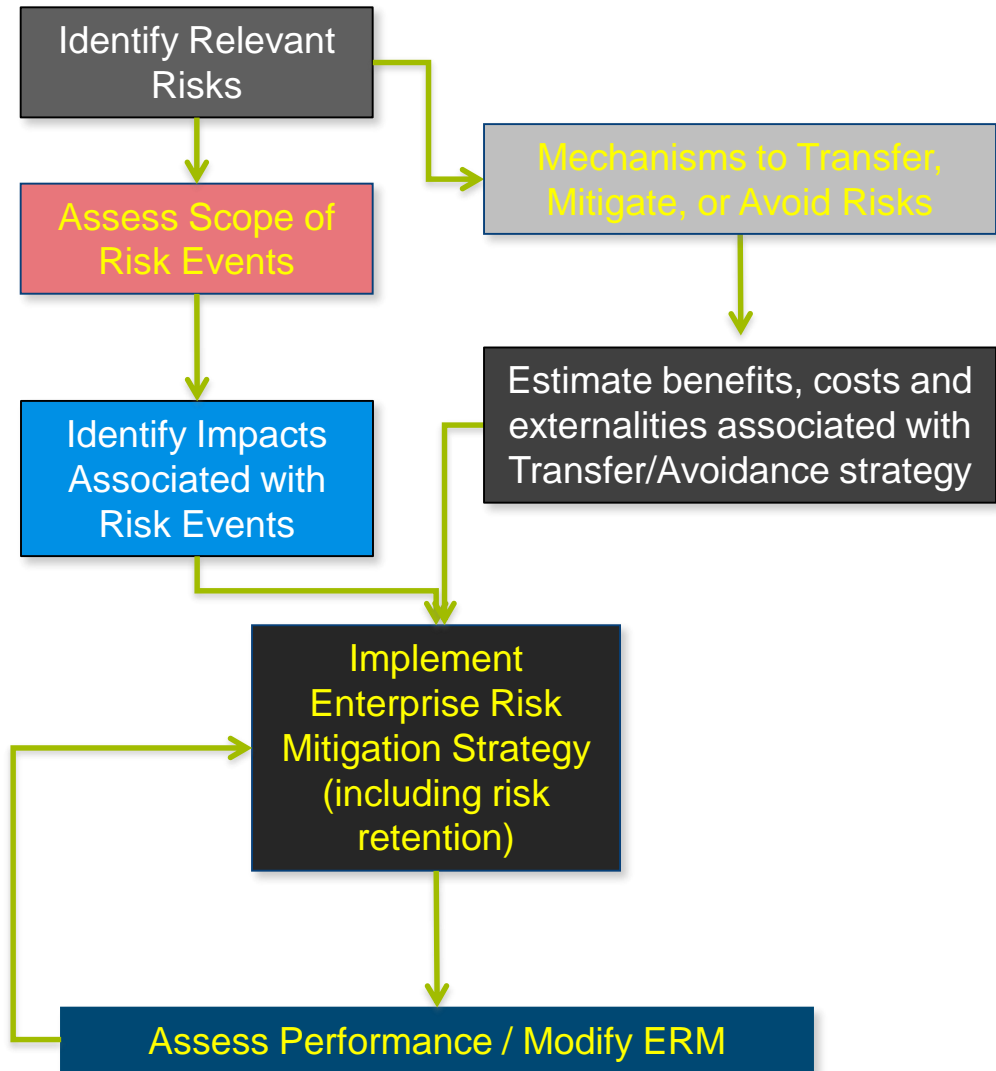 Identify Relevant
Risks
Mechanisms to Transfer,
Mitigate, or Avoid Risks
Assess Scope of
Risk Events
Estimate benefits, costs and
externalities associated with
Transfer/Avoidance strategy
Identify Impacts
Associated with
Risk Events
Implement
Enterprise Risk
Mitigation Strategy
(including risk
retention)
Assess Performance / Modify ERM